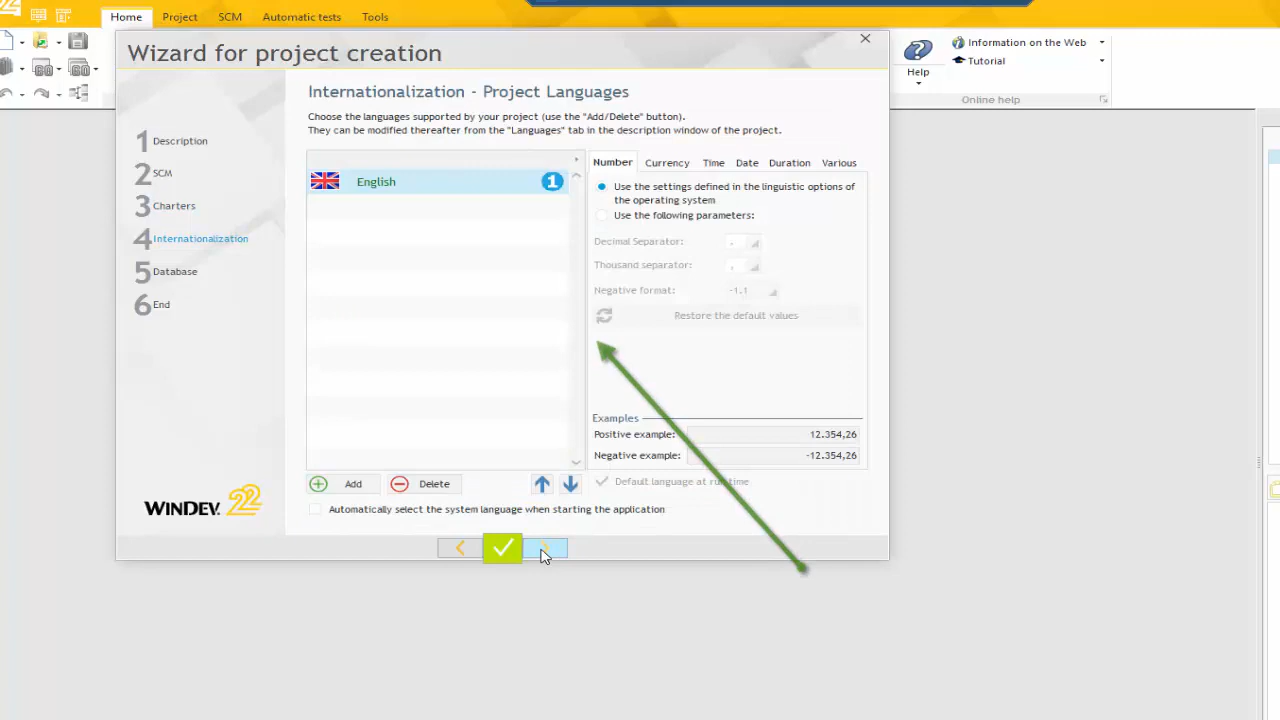 Home Project SCM Automatic tests Tools
Wizard for project creation
Information on the Web
Tutorial
Help
Online help
Internationalization - Project Languages
Choose the languages supported by your project (use the "Add/Delete" button).
They can be modified thereafter from the "Languages" tab in the description window of the project.
1 Description
2 SCM
3 Charters
4 Internationalization
5 Database
6 End
English 1
Number Currency Time Date Duration Various
Use the settings defined in the linguistic options of
the operating system
Use the following parameters:
Decimal Separator: .
Thousand separator: ,
Negative format: -1.1
Restore the default values
Examples
Positive example: 12.354,26
Negative example: -12.354,26
Add Delete
Default language at runtime
Automatically select the system language when starting the application
WINDEV. 22